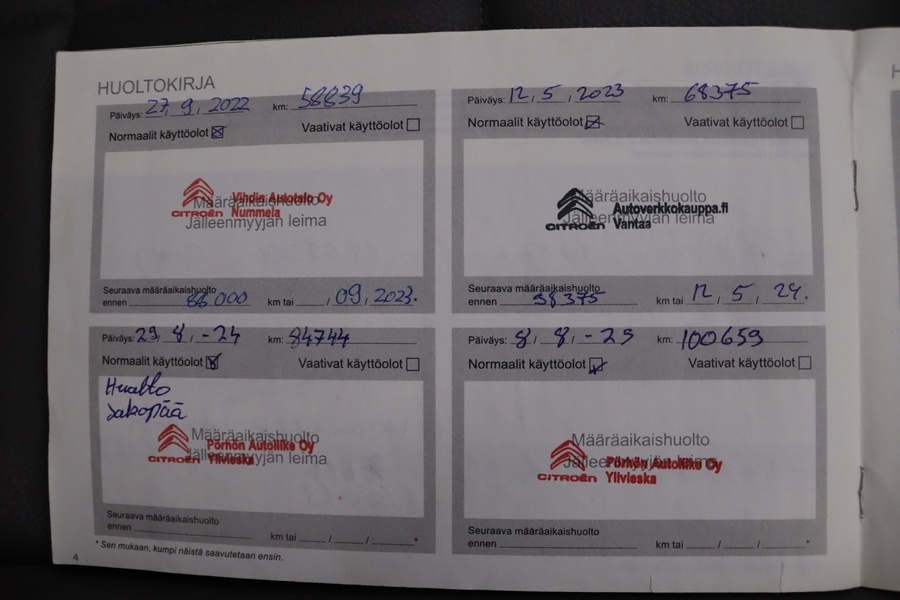 HUOLTOKIRJA
Päiväys: 27, 9, 2022 km: 58839
Normaalit käyttöolot Vaativat käyttöolot
Määräaikaishuolto
Jälleenmyyjän leima
CITROËN
Vihdin Autotalo Oy
Nummela
Seuraava määräaikaishuolto
ennen 88000 km tai / 09, 2023.
Päiväys: 12, 5, 2023 km: 68375
Normaalit käyttöolot Vaativat käyttöolot
Määräaikaishuolto
Jälleenmyyjän leima
CITROËN
Autoverkkokauppa.fi
Vantaa
Seuraava määräaikaishuolto
ennen 98375 km tai 12, 5, 24.
Päiväys: 29, 8, -24 km: 84744
Normaalit käyttöolot Vaativat käyttöolot
Huolto
Jakopää
Määräaikaishuolto
Jälleenmyyjän leima
CITROËN
Pörhön Autoliike Oy
Ylivieska
Seuraava määräaikaishuolto
ennen km tai / / *
Päiväys: 8, 8, -25 km: 100659
Normaalit käyttöolot Vaativat käyttöolot
Määräaikaishuolto
Jälleenmyyjän leima
CITROËN
Pörhön Autoliike Oy
Ylivieska
Seuraava määräaikaishuolto
ennen km tai / / *
* Sen mukaan, kumpi näistä saavutetaan ensin.
4